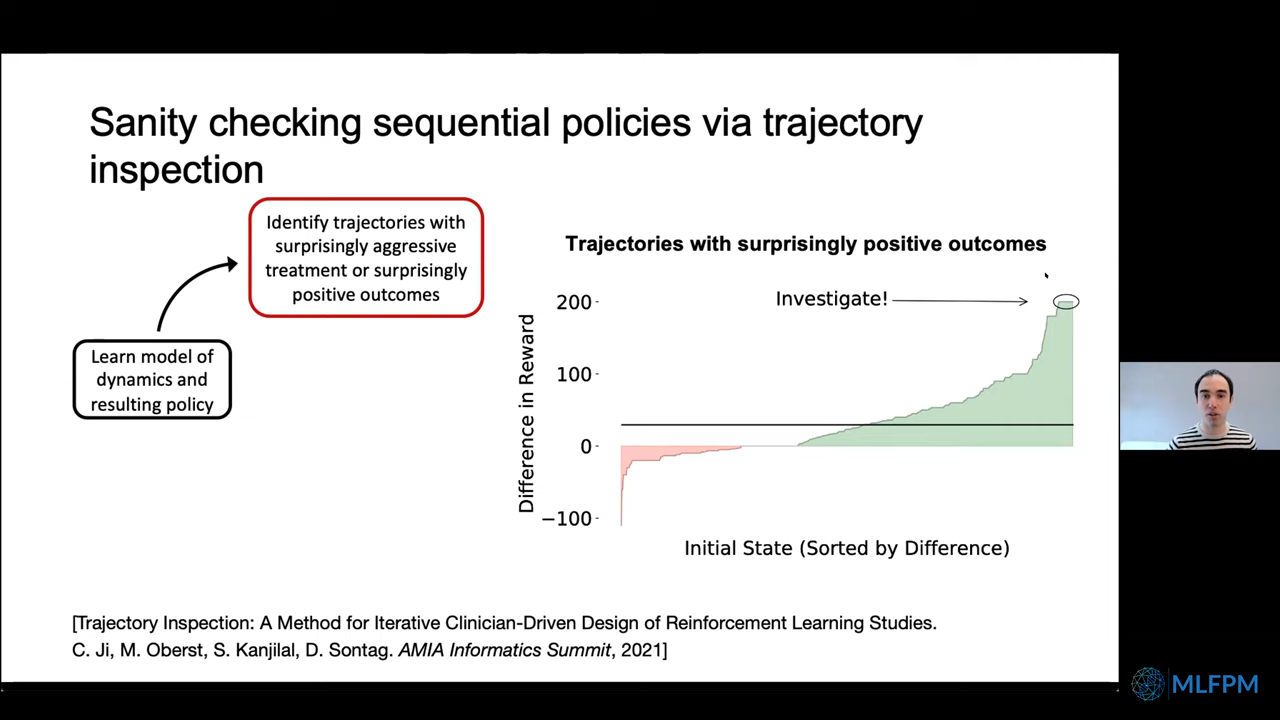 Sanity checking sequential policies via trajectory
inspection
Identify trajectories with
surprisingly aggressive
treatment or surprisingly
positive outcomes
Learn model of
dynamics and
resulting policy
Trajectories with surprisingly positive outcomes
Investigate!
200
100
0
−100
Difference in Reward
Initial State (Sorted by Difference)
[Trajectory Inspection: A Method for Iterative Clinician-Driven Design of Reinforcement Learning Studies.
C. Ji, M. Oberst, S. Kanjilal, D. Sontag. AMIA Informatics Summit, 2021]
MLFPM